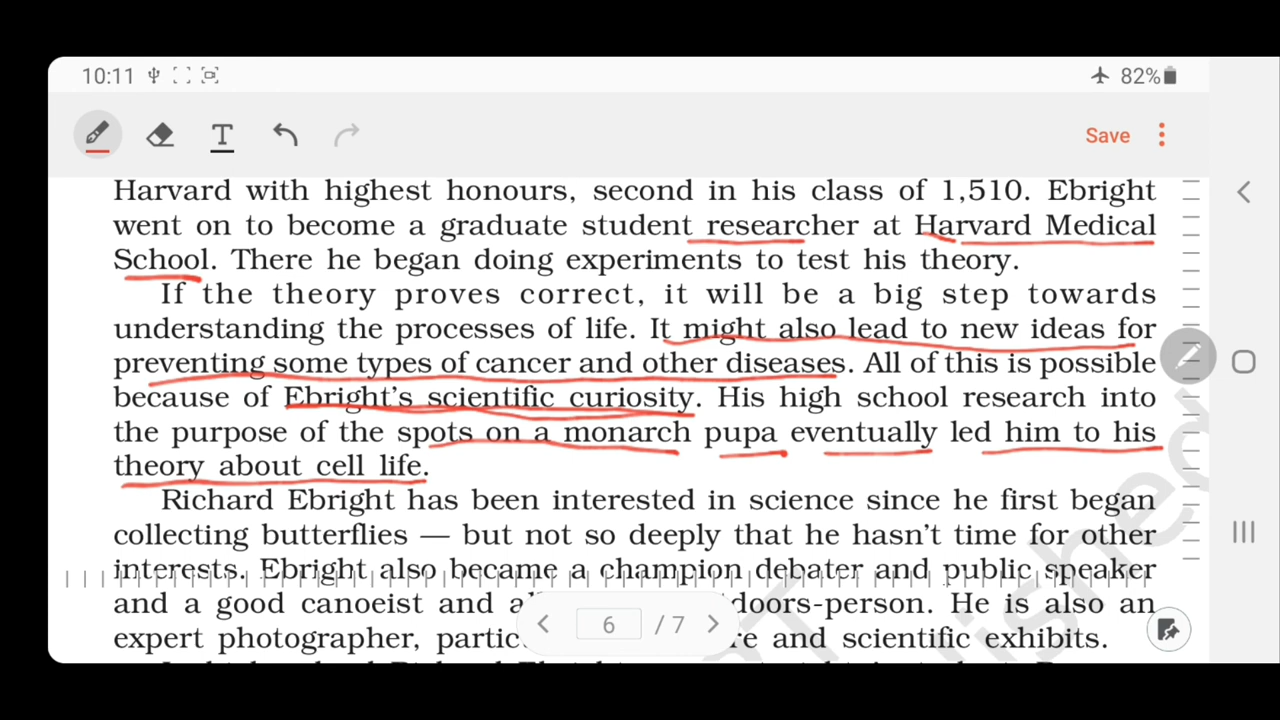 10:11
82%
Save
Harvard with highest honours, second in his class of 1,510. Ebright
went on to become a graduate student researcher at Harvard Medical
School. There he began doing experiments to test his theory.
If the theory proves correct, it will be a big step towards
understanding the processes of life. It might also lead to new ideas for
preventing some types of cancer and other diseases. All of this is possible
because of Ebright's scientific curiosity. His high school research into
the purpose of the spots on a monarch pupa eventually led him to his
theory about cell life.
Richard Ebright has been interested in science since he first began
collecting butterflies — but not so deeply that he hasn't time for other
interests. Ebright also became a champion debater and public speaker
and a good canoeist and doors-person. He is also an
expert photographer, and scientific exhibits.
6 / 7